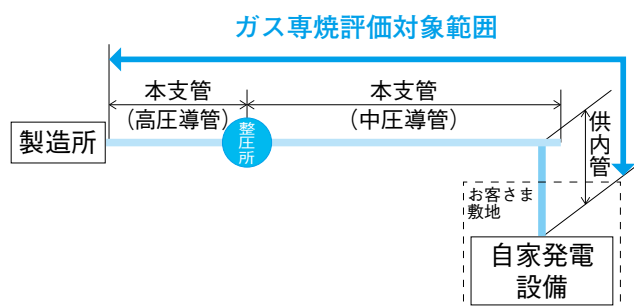 ガス専焼評価対象範囲
本支管
（高圧導管）
本支管
（中圧導管）
製造所
整圧所
供内管
お客さま
敷地
自家発電
設備